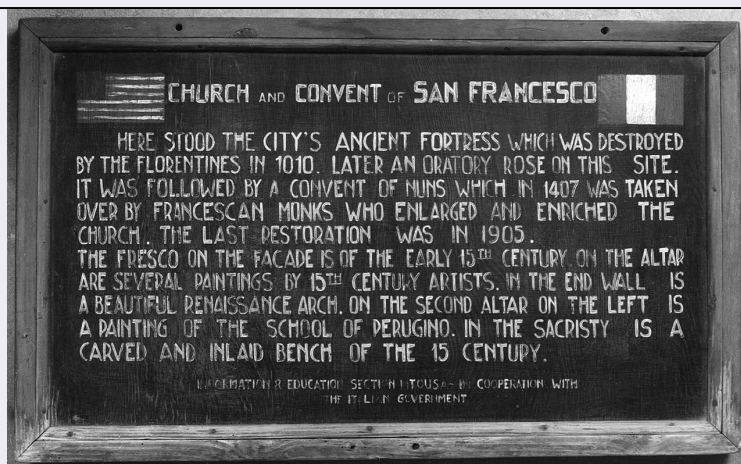 CHURCH AND CONVENT OF SAN FRANCESCO
HERE STOOD THE CITY'S ANCIENT FORTRESS WHICH WAS DESTROYED
BY THE FLORENTINES IN 1010. LATER AN ORATORY ROSE ON THIS SITE.
IT WAS FOLLOWED BY A CONVENT OF NUNS WHICH IN 1407 WAS TAKEN
OVER BY FRANCESCAN MONKS WHO ENLARGED AND ENRICHED THE
CHURCH. THE LAST RESTORATION WAS IN 1905.
THE FRESCO ON THE FACADE IS OF THE EARLY 15TH CENTURY. ON THE ALTAR
ARE SEVERAL PAINTINGS BY 15TH CENTURY ARTISTS. IN THE END WALL IS
A BEAUTIFUL RENAISSANCE ARCH. ON THE SECOND ALTAR ON THE LEFT IS
A PAINTING OF THE SCHOOL OF PERUGINO. IN THE SACRISTY IS A
CARVED AND INLAID BENCH OF THE 15 CENTURY.
INFORMATION & EDUCATION SECTION MTOUSA - IN COOPERATION WITH
THE ITALIAN GOVERNMENT